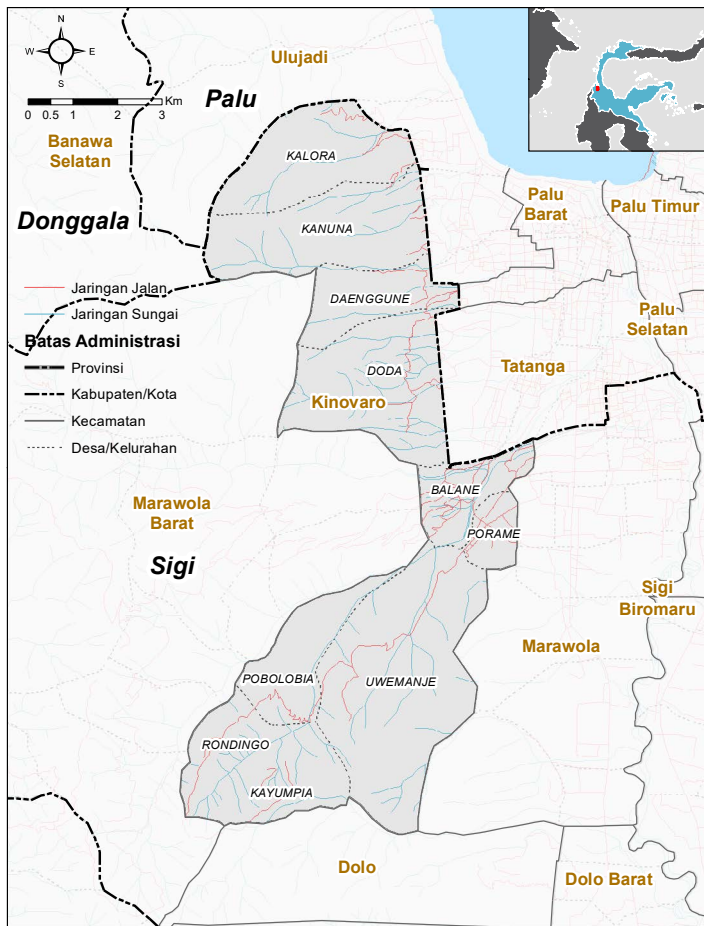 N
W E
S
0 0.5 1 2 3
Km
Ulujadi
Palu
Banawa
Selatan
KALORA
Palu
Barat
Palu Timur
Donggala
KANUNA
Jaringan Jalan
Jaringan Sungai
DAENGGUNE
Palu
Selatan
Batas Administrasi
Provinsi
Kabupaten/Kota
Kecamatan
Desa/Kelurahan
DODA
Tatanga
Kinovaro
BALANE
Marawola
Barat
PORAME
Sigi
Sigi
Biromaru
Marawola
POBOLOBIA
UWEMANJE
RONDINGO
KAYUMPIA
Dolo
Dolo Barat